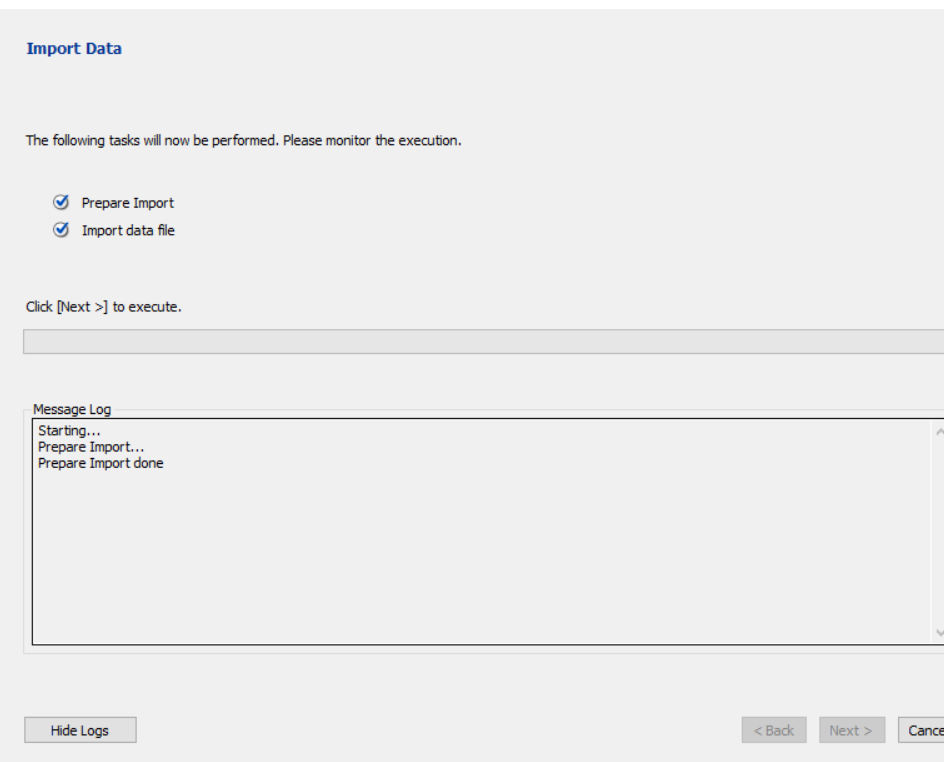 Import Data
The following tasks will now be performed. Please monitor the execution.
Prepare Import
Import data file
Click [Next >] to execute.
Message Log
Starting...
Prepare Import...
Prepare Import done
Hide Logs
< Back
Next >
Cance